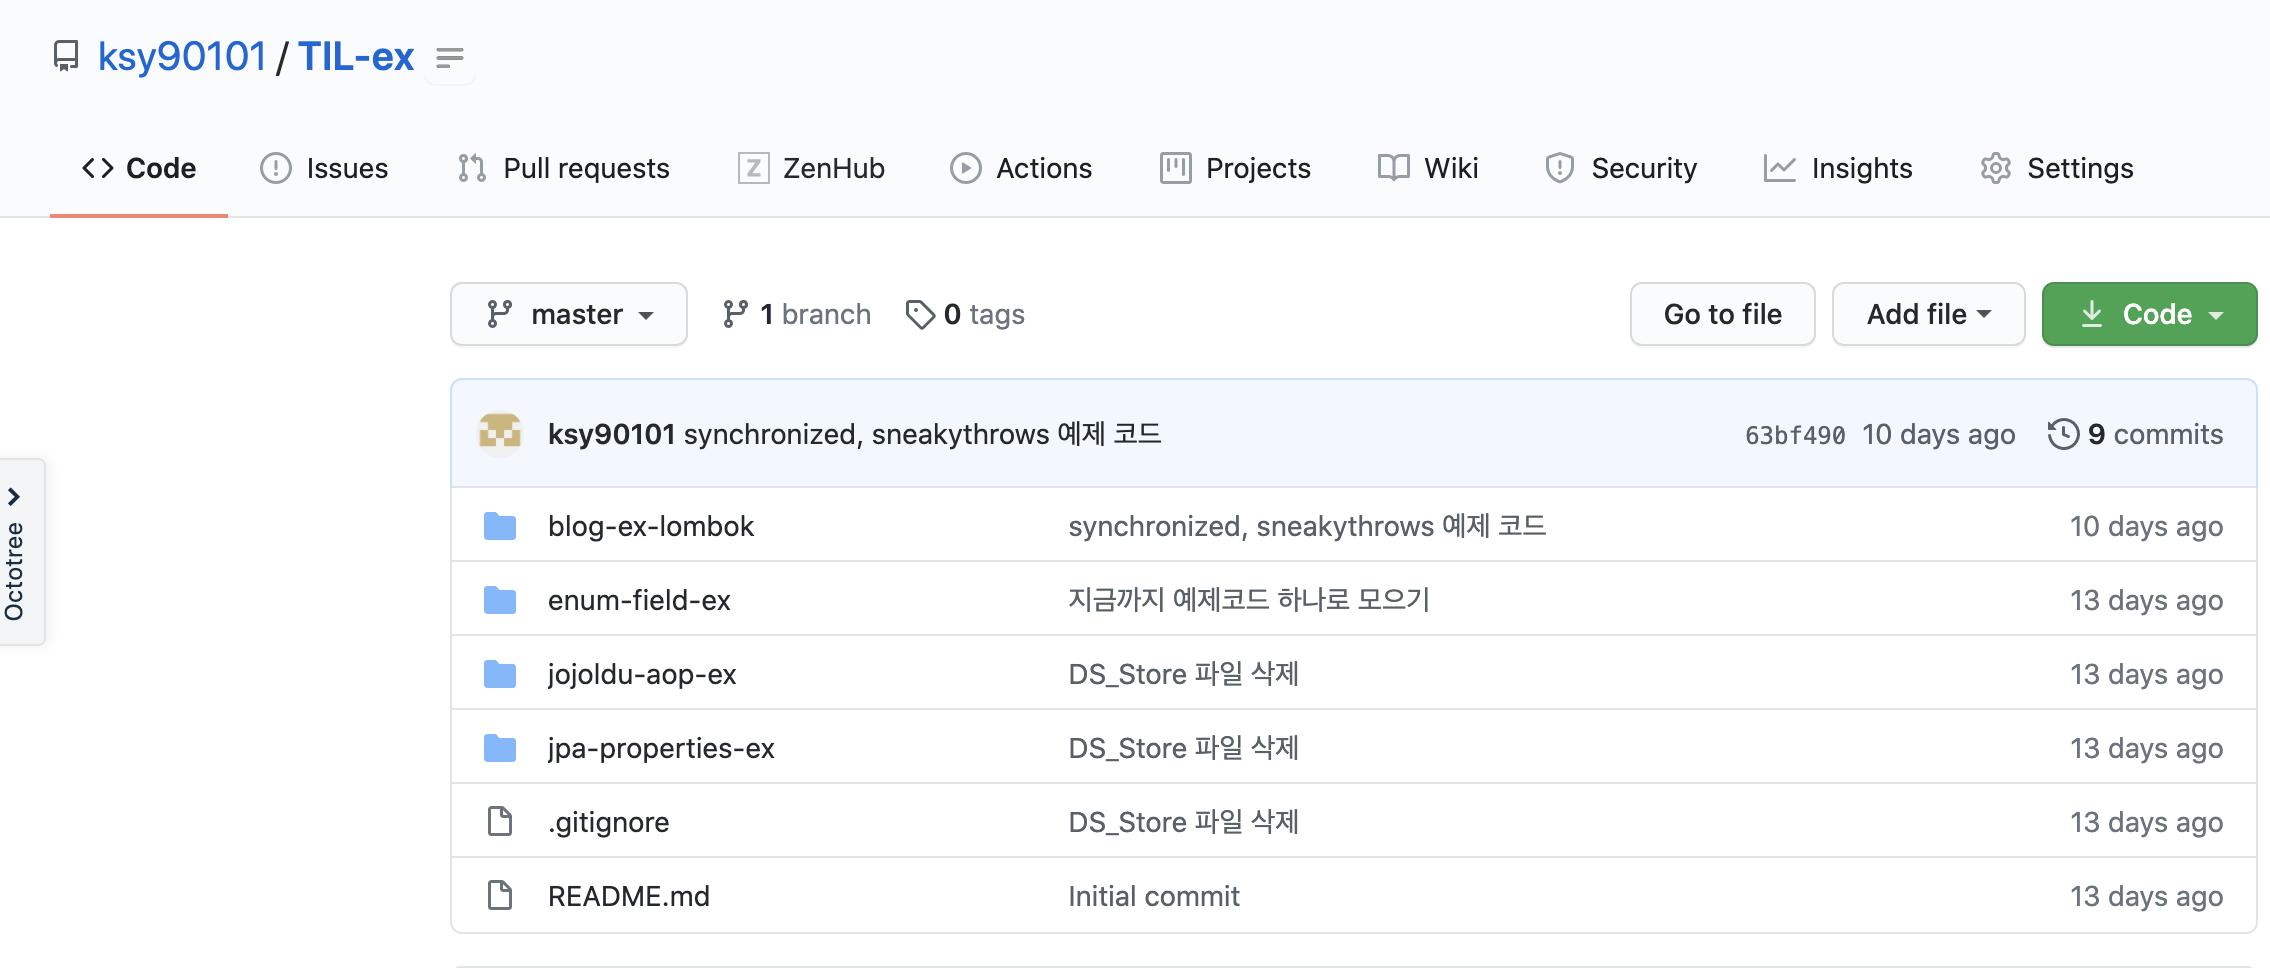 ksy90101 / TIL-ex
Code Issues Pull requests ZenHub Actions Projects Wiki Security Insights Settings
master 1 branch 0 tags Go to file Add file Code
ksy90101 synchronized, sneakythrows 예제 코드 63bf490 10 days ago 9 commits
Octotree
blog-ex-lombok synchronized, sneakythrows 예제 코드 10 days ago
enum-field-ex 지금까지 예제코드 하나로 모으기 13 days ago
jojoldu-aop-ex DS_Store 파일 삭제 13 days ago
jpa-properties-ex DS_Store 파일 삭제 13 days ago
.gitignore DS_Store 파일 삭제 13 days ago
README.md Initial commit 13 days ago